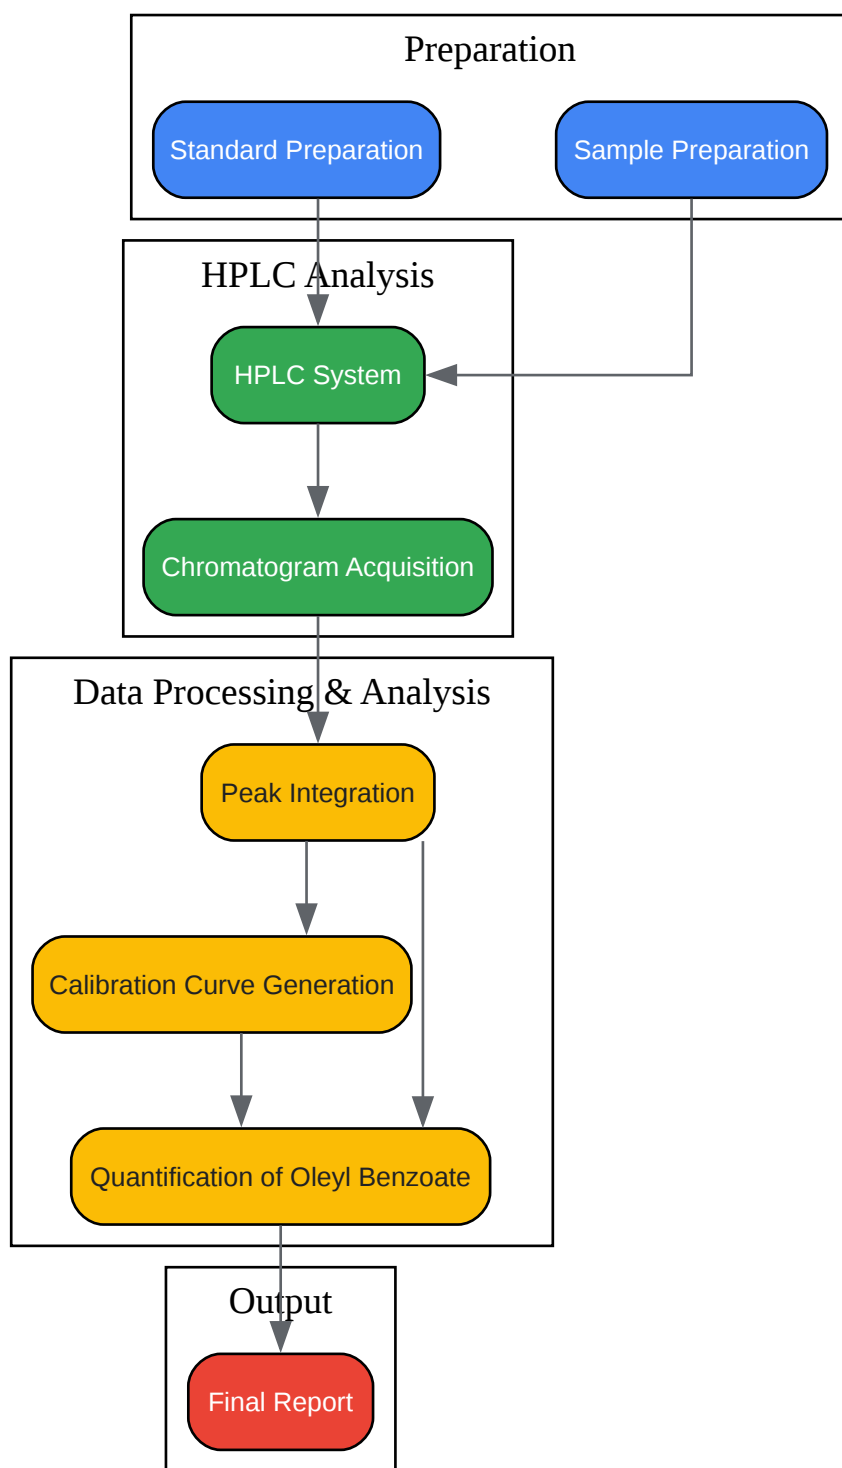 Preparation
Standard Preparation
Sample Preparation
HPLC Analysis
HPLC System
Chromatogram Acquisition
Data Processing & Analysis
Peak Integration
Calibration Curve Generation
Quantification of Oleyl Benzoate
Output
Final Report